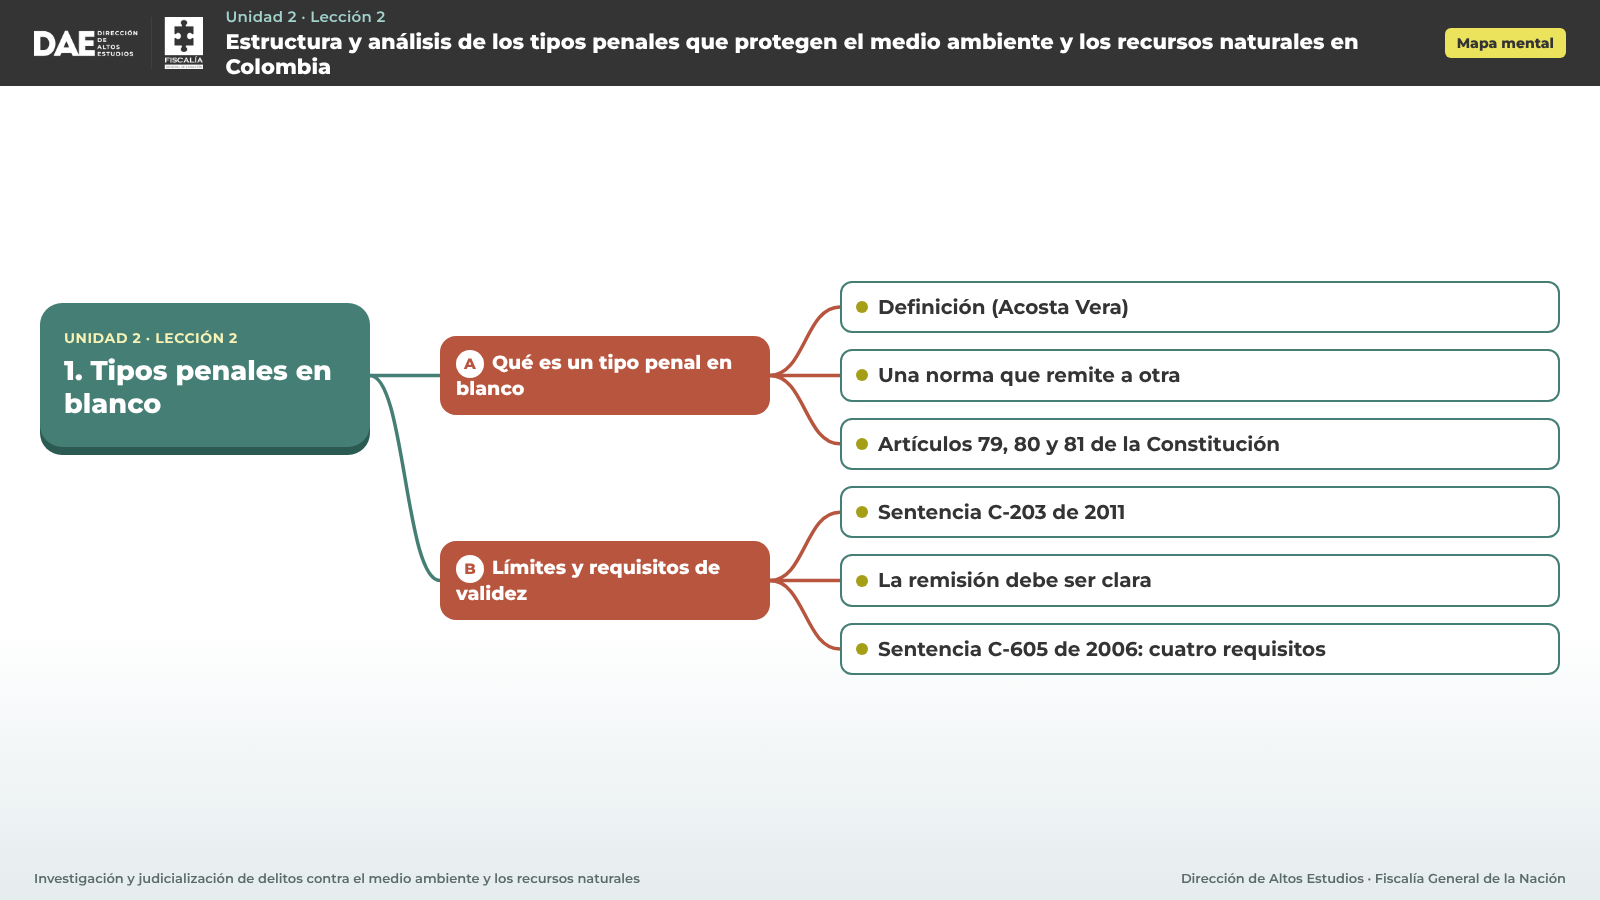 DAE DIRECCIÓN
DE
ALTOS
ESTUDIOS
FISCALÍA
Unidad 2 · Lección 2
Estructura y análisis de los tipos penales que protegen el medio ambiente y los recursos naturales en
Colombia
Mapa mental
UNIDAD 2 · LECCIÓN 2
1. Tipos penales en
blanco
A Qué es un tipo penal en
blanco
Definición (Acosta Vera)
Una norma que remite a otra
Artículos 79, 80 y 81 de la Constitución
B Límites y requisitos de
validez
Sentencia C-203 de 2011
La remisión debe ser clara
Sentencia C-605 de 2006: cuatro requisitos
Investigación y judicialización de delitos contra el medio ambiente y los recursos naturales
Dirección de Altos Estudios · Fiscalía General de la Nación